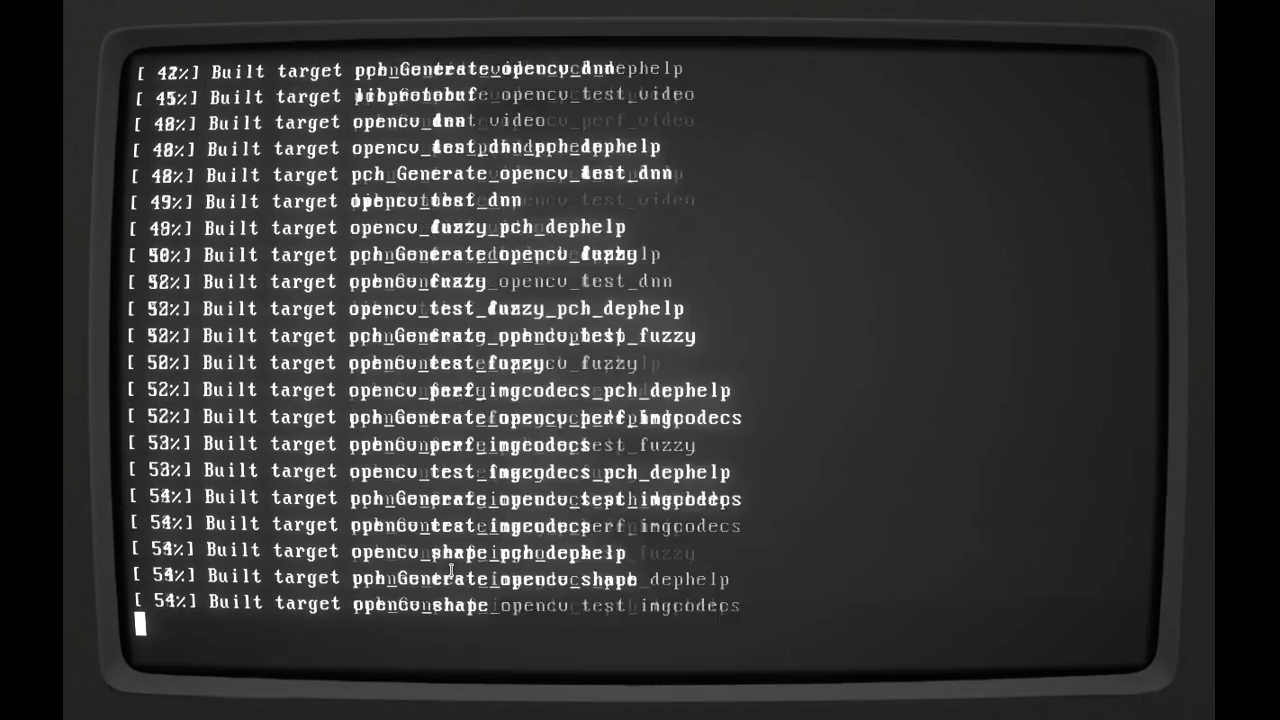 [ 42%] Built target pch_Generate_opencv_dnn
[ 45%] Built target libprotobuf
[ 48%] Built target opencv_dnn
[ 48%] Built target opencv_test_dnn_pch_dephelp
[ 48%] Built target pch_Generate_opencv_test_dnn
[ 49%] Built target opencv_test_dnn
[ 49%] Built target opencv_fuzzy_pch_dephelp
[ 50%] Built target pch_Generate_opencv_fuzzy
[ 52%] Built target opencv_fuzzy
[ 52%] Built target opencv_test_fuzzy_pch_dephelp
[ 52%] Built target pch_Generate_opencv_test_fuzzy
[ 52%] Built target opencv_test_fuzzy
[ 52%] Built target opencv_perf_imgcodecs_pch_dephelp
[ 52%] Built target pch_Generate_opencv_perf_imgcodecs
[ 53%] Built target opencv_perf_imgcodecs
[ 53%] Built target opencv_test_imgcodecs_pch_dephelp
[ 54%] Built target pch_Generate_opencv_test_imgcodecs
[ 54%] Built target opencv_test_imgcodecs
[ 54%] Built target opencv_shape_pch_dephelp
[ 54%] Built target pch_Generate_opencv_shape
[ 54%] Built target opencv_shape